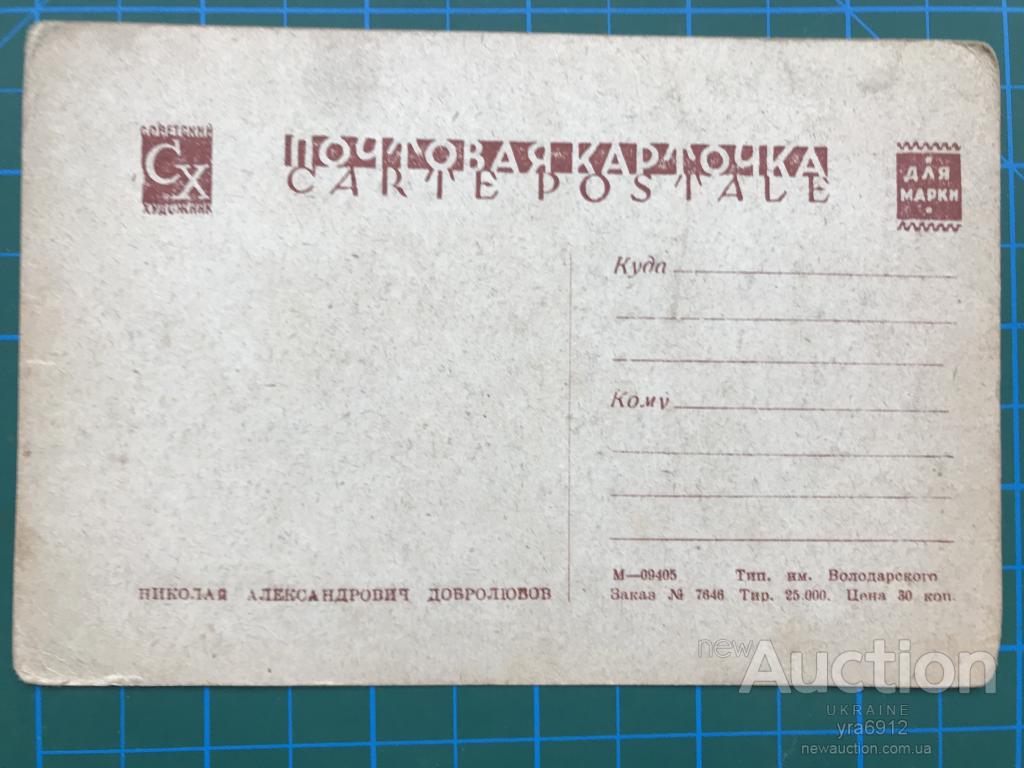 СОВЕТСКИЙ
СХ
ХУДОЖНИК
ПОЧТОВАЯ КАРТОЧКА
CARTE POSTALE
ДЛЯ
МАРКИ
Куда
Кому
НИКОЛАЙ АЛЕКСАНДРОВИЧ ДОБРОЛЮБОВ
М—09405 Тип. им. Володарского
Заказ № 7646 Тир. 25.000. Цена 30 коп.
newAuction
UKRAINE
yra6912
newauction.com.ua